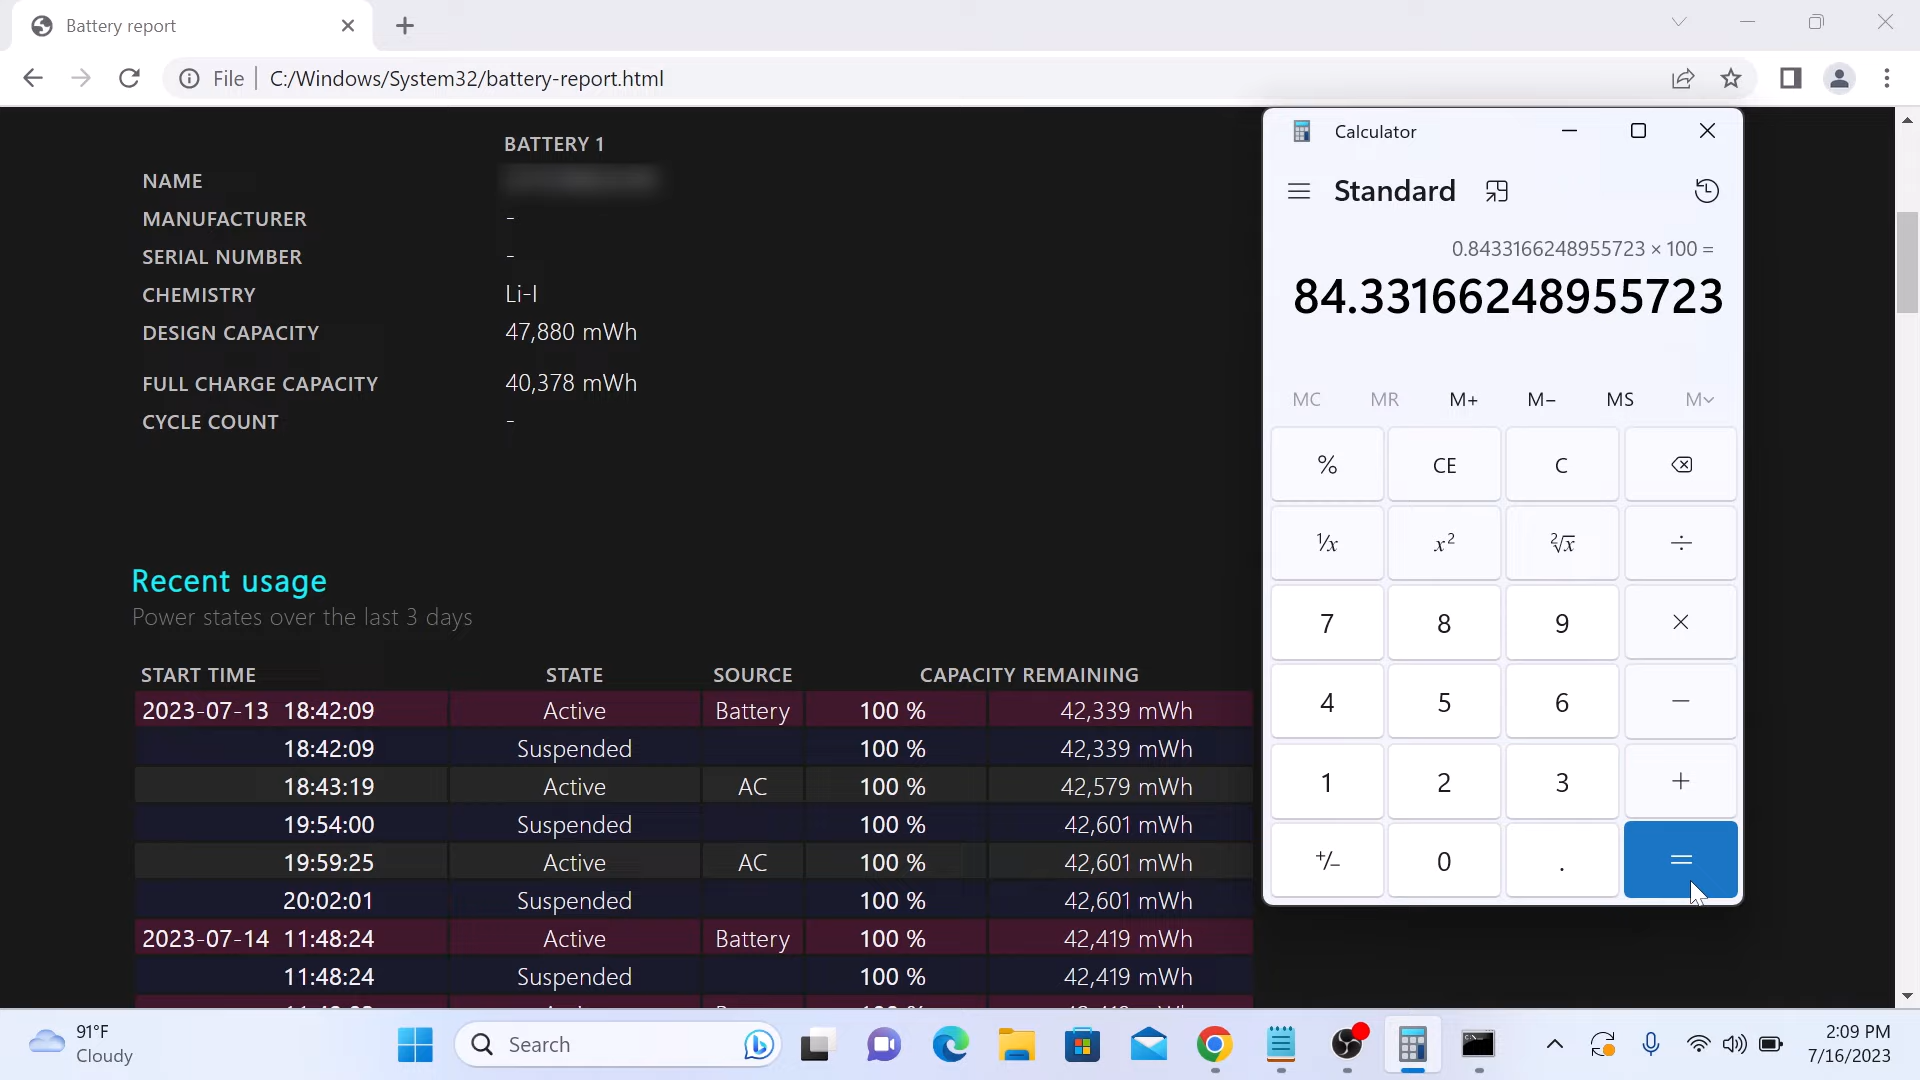 Battery report
File
C:/Windows/System32/battery-report.html
BATTERY 1
NAME
MANUFACTURER -
SERIAL NUMBER -
CHEMISTRY Li-I
DESIGN CAPACITY 47,880 mWh
FULL CHARGE CAPACITY 40,378 mWh
CYCLE COUNT -
Recent usage
Power states over the last 3 days
START TIME STATE SOURCE CAPACITY REMAINING
2023-07-13 18:42:09 Active Battery 100 % 42,339 mWh
18:42:09 Suspended 100 % 42,339 mWh
18:43:19 Active AC 100 % 42,579 mWh
19:54:00 Suspended 100 % 42,601 mWh
19:59:25 Active AC 100 % 42,601 mWh
20:02:01 Suspended 100 % 42,601 mWh
2023-07-14 11:48:24 Active Battery 100 % 42,419 mWh
11:48:24 Suspended 100 % 42,419 mWh
Calculator
Standard
0.8433166248955723 × 100 =
84.33166248955723
MC MR M+ M− MS M˅
% CE C
⅟x x² ²√x ÷
7 8 9 ×
4 5 6 −
1 2 3 +
+/− 0 . =
91°F
Cloudy
Search
2:09 PM
7/16/2023